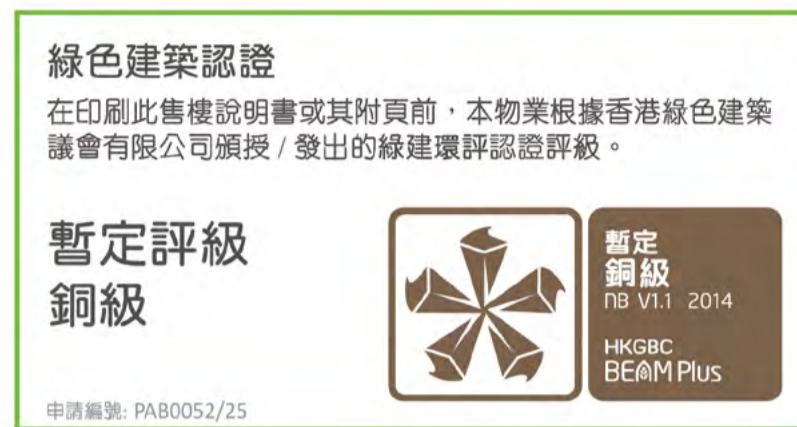 綠色建築認證
在印刷此售樓說明書或其附頁前，本物業根據香港綠色建築
議會有限公司頒授 / 發出的綠建環評認證評級。
暫定評級
銅級
暫定
銅級
NB V1.1 2014
HKGBC
BEAM Plus
申請編號: PAB0052/25